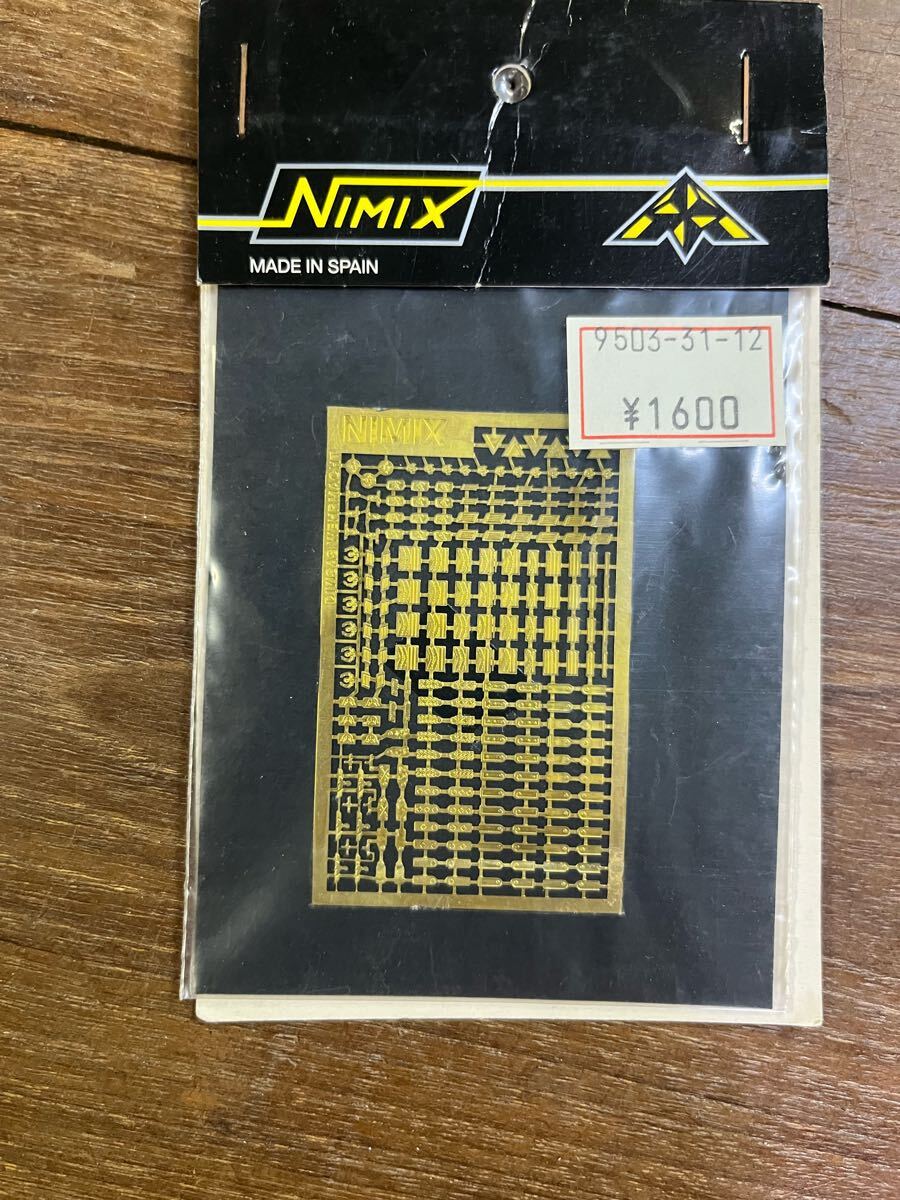 NIMIX
MADE IN SPAIN
9503-31-12
¥1600
NIMIX